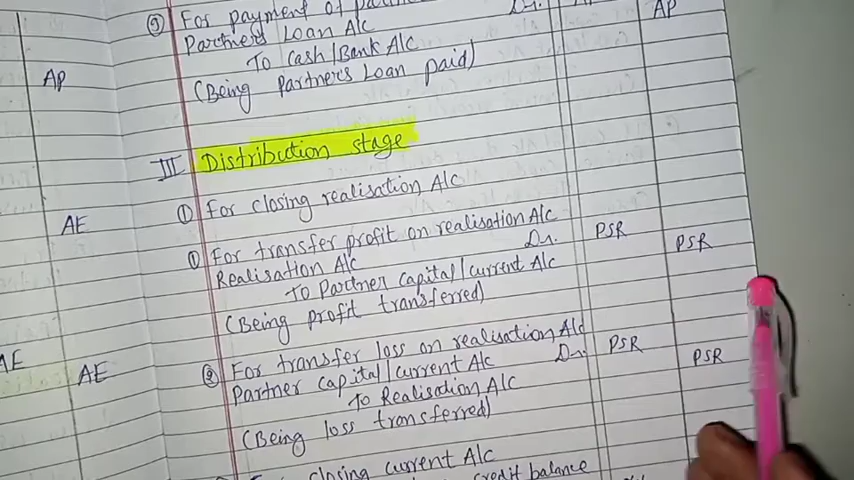 ③ For payment of
Partners Loan A/c Dr. AP
To Cash/Bank A/c AP
(Being Partners Loan paid)
AP
III Distribution stage
① For closing realisation A/c
AE
① For transfer profit on realisation A/c
Realisation A/c Dr. PSR
To Partner capital/current A/c PSR
(Being profit transferred)
② For transfer loss on realisation A/c
Partner capital/current A/c Dr. PSR
To Realisation A/c PSR
(Being loss transferred)
AE
AE
closing current A/c
credit balance